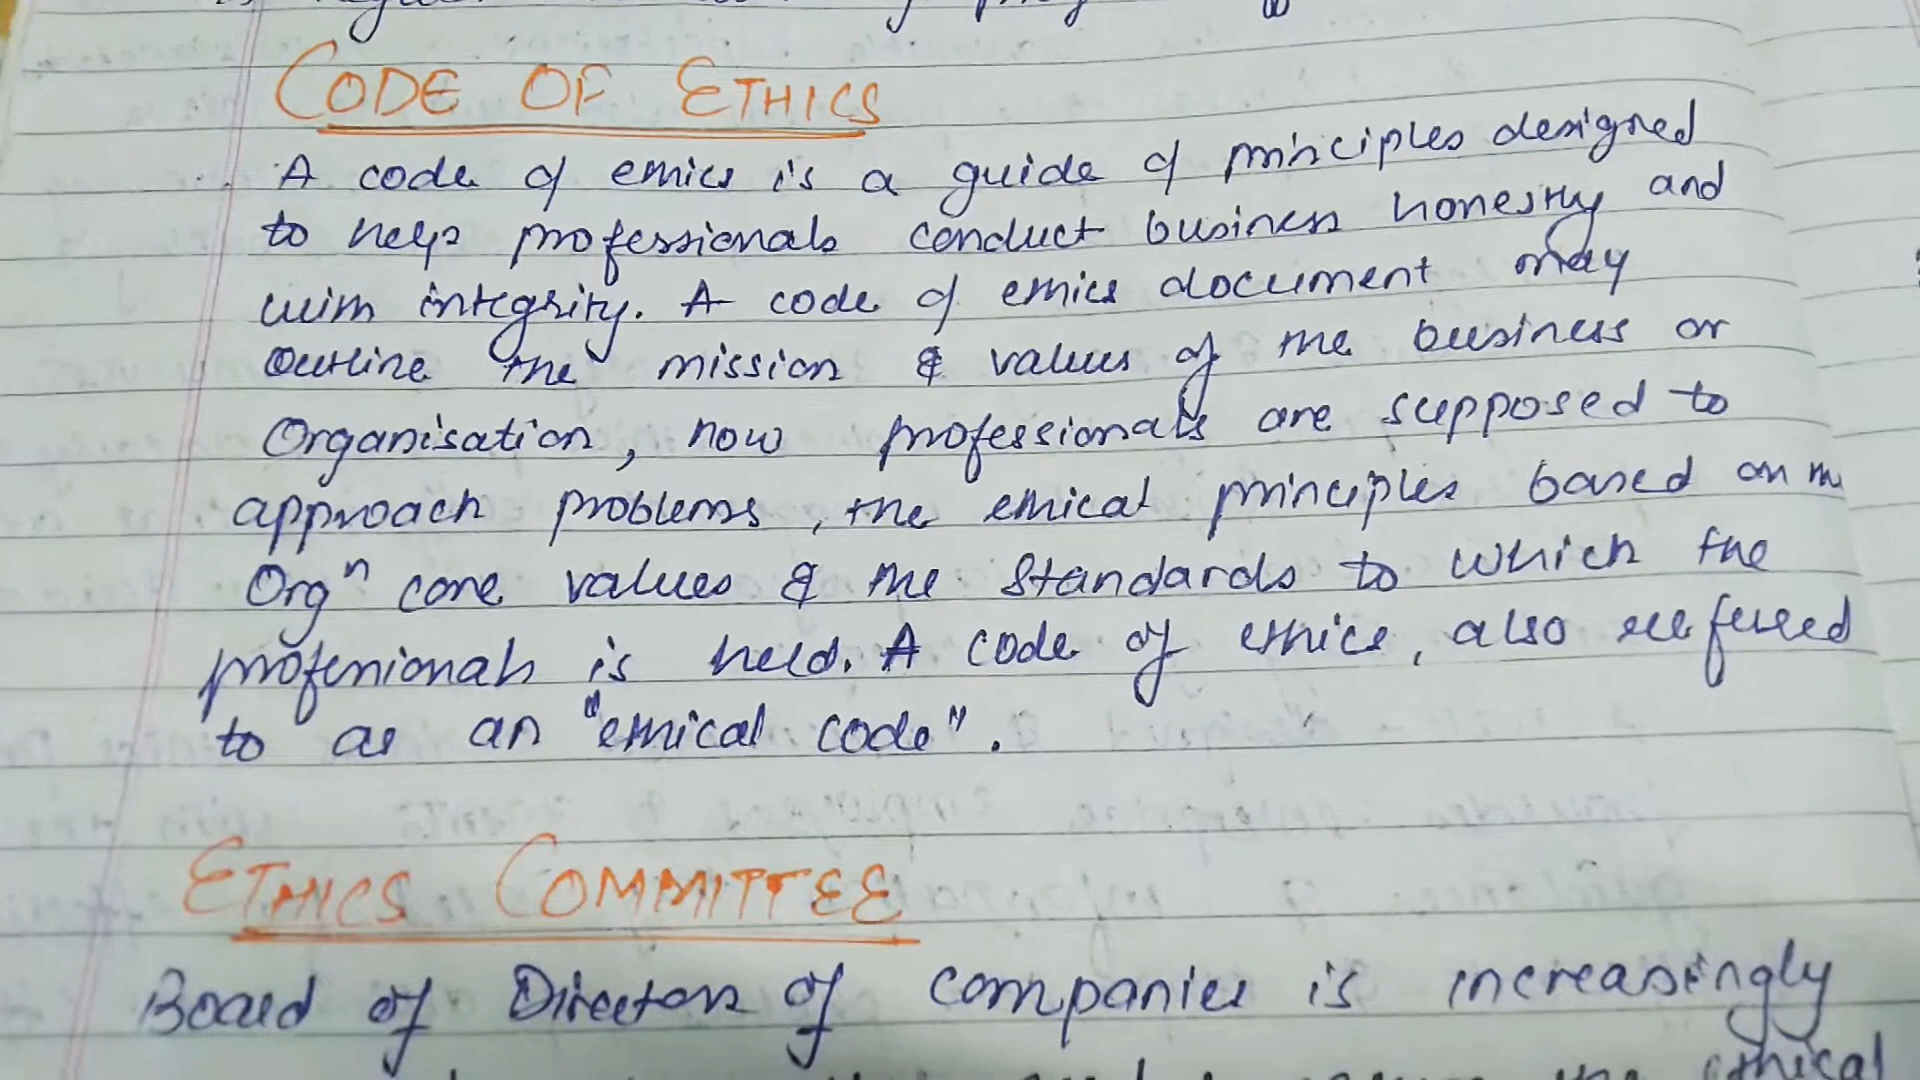 CODE OF ETHICS
A code of ethics is a guide of principles designed
to help professionals conduct business honestly and
with integrity. A code of ethics document may
outline the mission & values of the business or
Organisation, how professionals are supposed to
approach problems, the ethical principles based on the
Orgⁿ core values & the Standards to which the
professionals is held. A code of ethics, also referred
to as an "ethical code".
ETHICS COMMITTEE
Board of Directors of companies is increasingly
the ethical